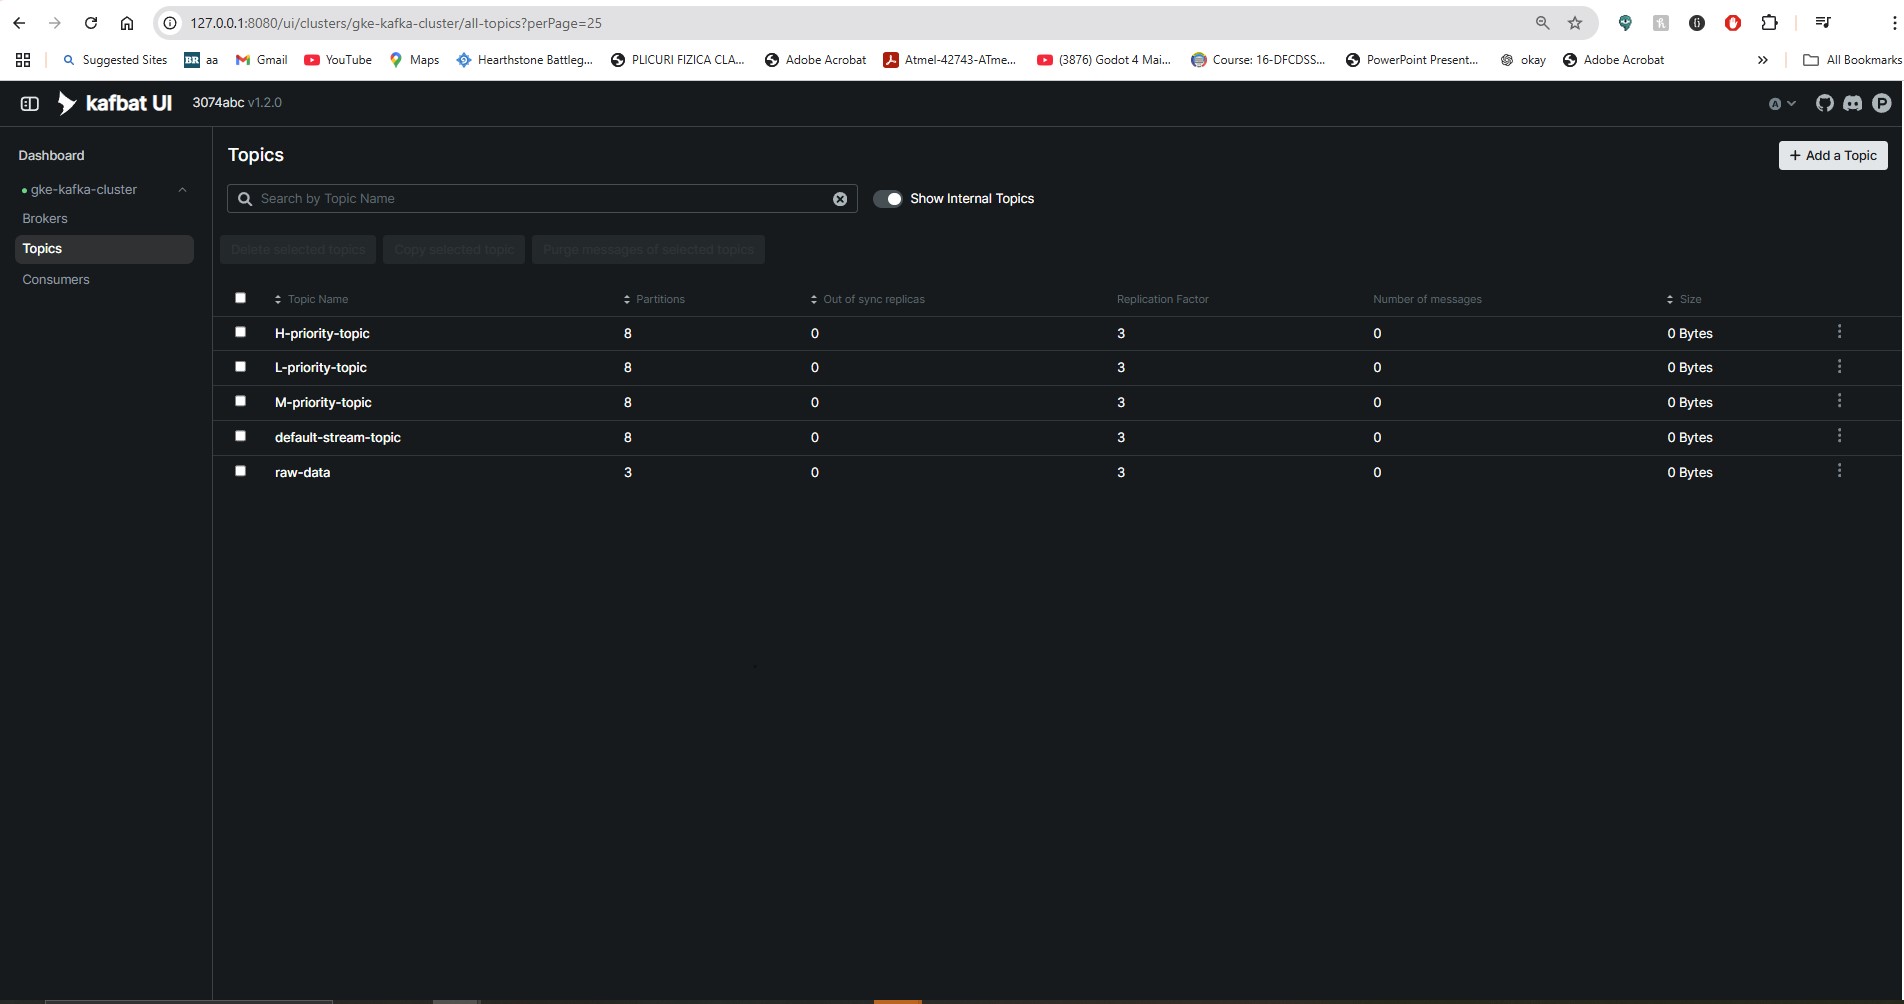 127.0.0.1:8080/ui/clusters/gke-kafka-cluster/all-topics?perPage=25
Suggested Sites BR aa Gmail YouTube Maps Hearthstone Battleg... PLICURI FIZICA CLA... Adobe Acrobat Atmel-42743-ATme... (3876) Godot 4 Mai... Course: 16-DFCDSS... PowerPoint Present... okay Adobe Acrobat » All Bookmarks
kafbat UI 3074abc v1.2.0 A P
Dashboard
gke-kafka-cluster
Brokers
Topics
Consumers
Topics
+ Add a Topic
Search by Topic Name Show Internal Topics
Delete selected topics Copy selected topic Purge messages of selected topics
Topic Name Partitions Out of sync replicas Replication Factor Number of messages Size
H-priority-topic 8 0 3 0 0 Bytes
L-priority-topic 8 0 3 0 0 Bytes
M-priority-topic 8 0 3 0 0 Bytes
default-stream-topic 8 0 3 0 0 Bytes
raw-data 3 0 3 0 0 Bytes